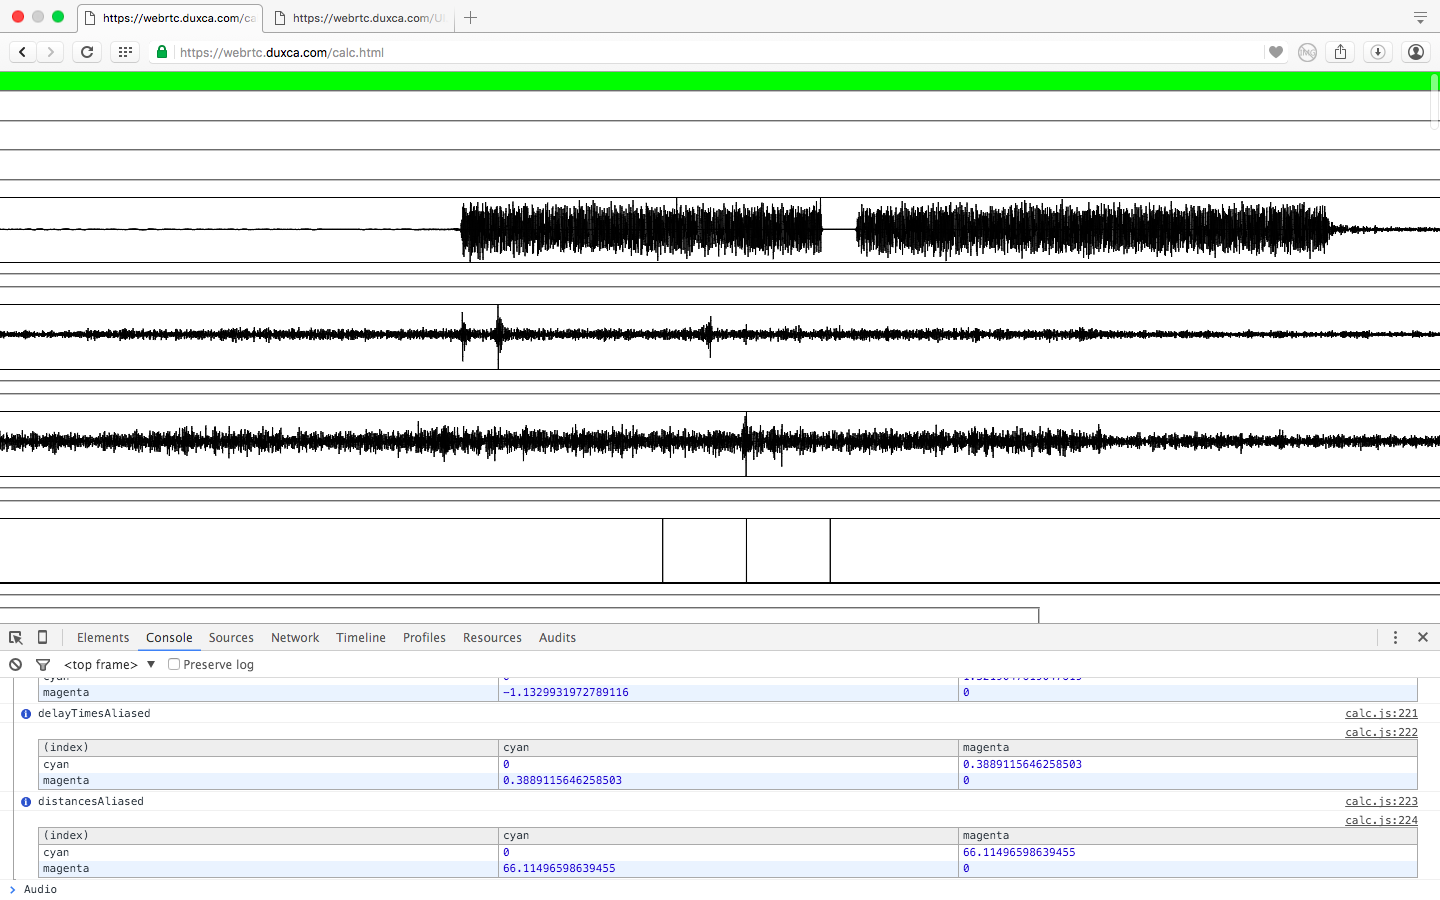 https://webrtc.duxca.com/ca
https://webrtc.duxca.com/U
https://webrtc.duxca.com/calc.html
Elements Console Sources Network Timeline Profiles Resources Audits
<top frame> ▼ Preserve log
magenta -1.1329931972789116 0
delayTimesAliased calc.js:221
calc.js:222
(index) cyan magenta
cyan 0 0.3889115646258503
magenta 0.3889115646258503 0
distancesAliased calc.js:223
calc.js:224
(index) cyan magenta
cyan 0 66.11496598639455
magenta 66.11496598639455 0
> Audio